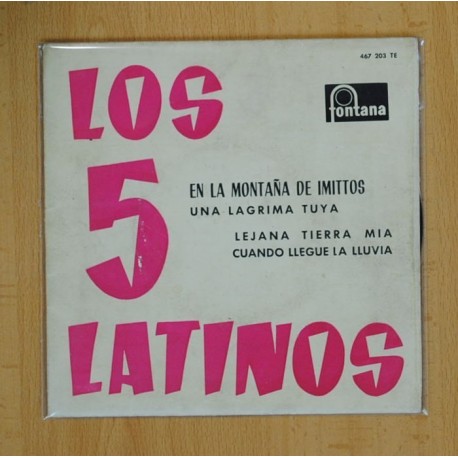 467 203 TE
LOS
fontana
5
EN LA MONTAÑA DE IMITTOS
UNA LAGRIMA TUYA
LEJANA TIERRA MIA
CUANDO LLEGUE LA LLUVIA
LATINOS